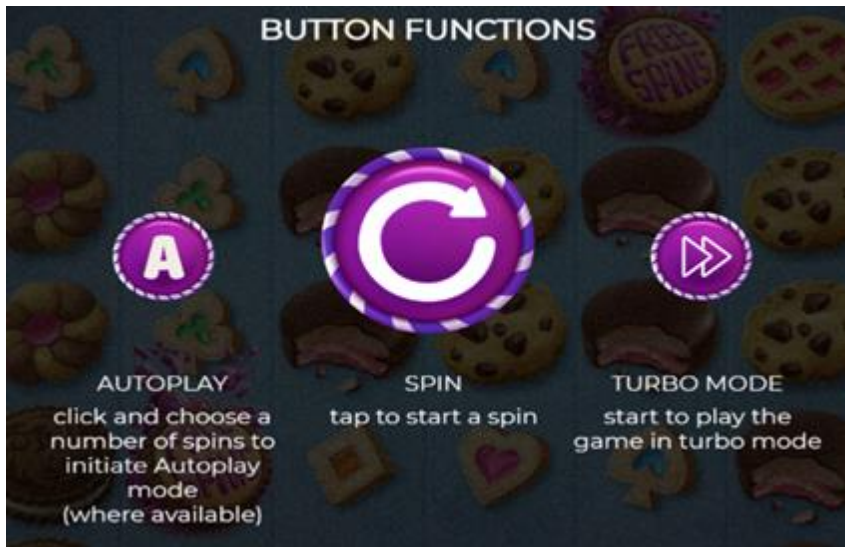 BUTTON FUNCTIONS
FREE
SPINS
A
AUTOPLAY
click and choose a
number of spins to
initiate Autoplay
mode
(where available)
SPIN
tap to start a spin
TURBO MODE
start to play the
game in turbo mode